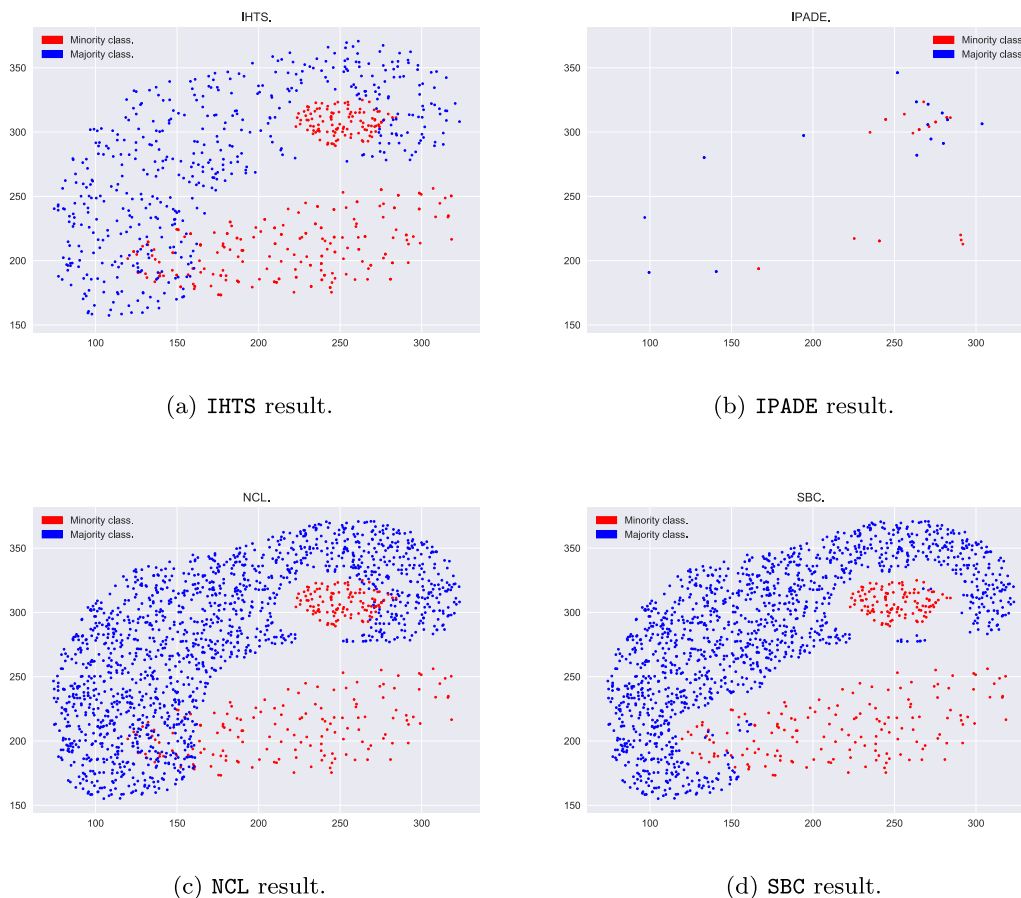 IHTS.
Minority class.
Majority class.
350
300
250
200
150
100
150
200
250
300
(a) IHTS result.
IPADE.
Minority class.
Majority class.
350
300
250
200
150
100
150
200
250
300
(b) IPADE result.
NCL.
Minority class.
Majority class.
350
300
250
200
150
100
150
200
250
300
(c) NCL result.
SBC.
Minority class.
Majority class.
350
300
250
200
150
100
150
200
250
300
(d) SBC result.